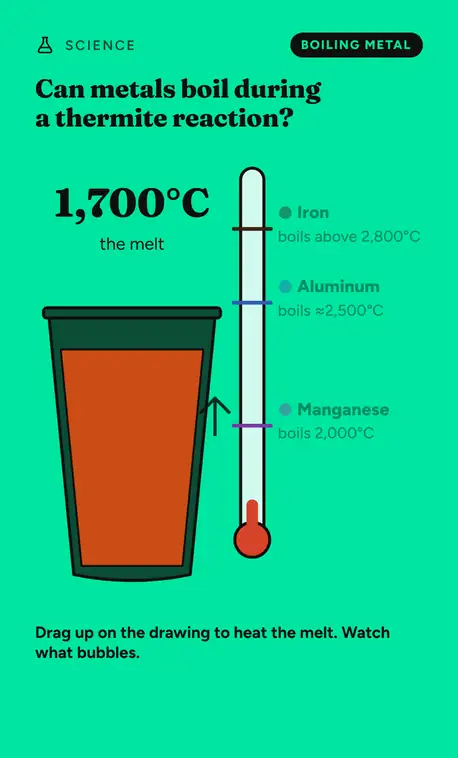 SCIENCE
BOILING METAL
Can metals boil during
a thermite reaction?
1,700°C
the melt
Iron
boils above 2,800°C
Aluminum
boils ≈2,500°C
Manganese
boils 2,000°C
Drag up on the drawing to heat the melt. Watch
what bubbles.